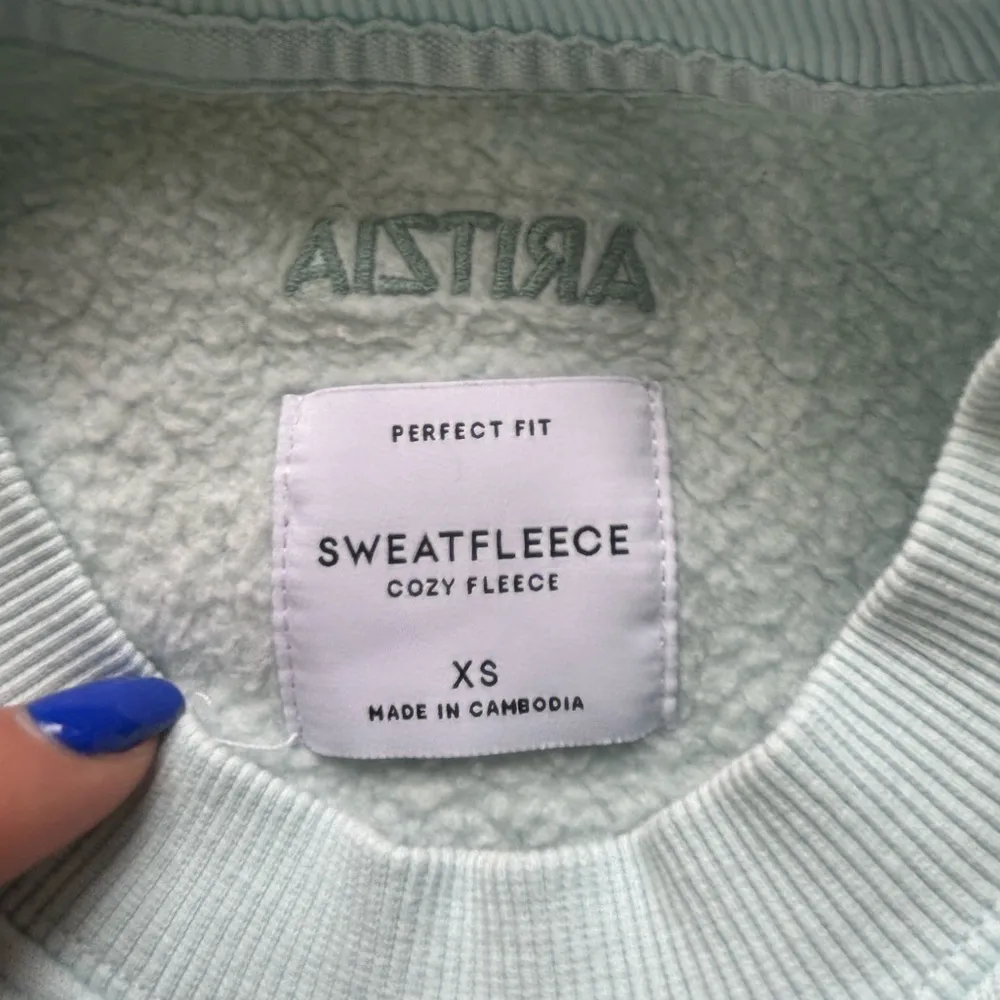 ARITZIA
PERFECT FIT
SWEATFLEECE
COZY FLEECE
XS
MADE IN CAMBODIA